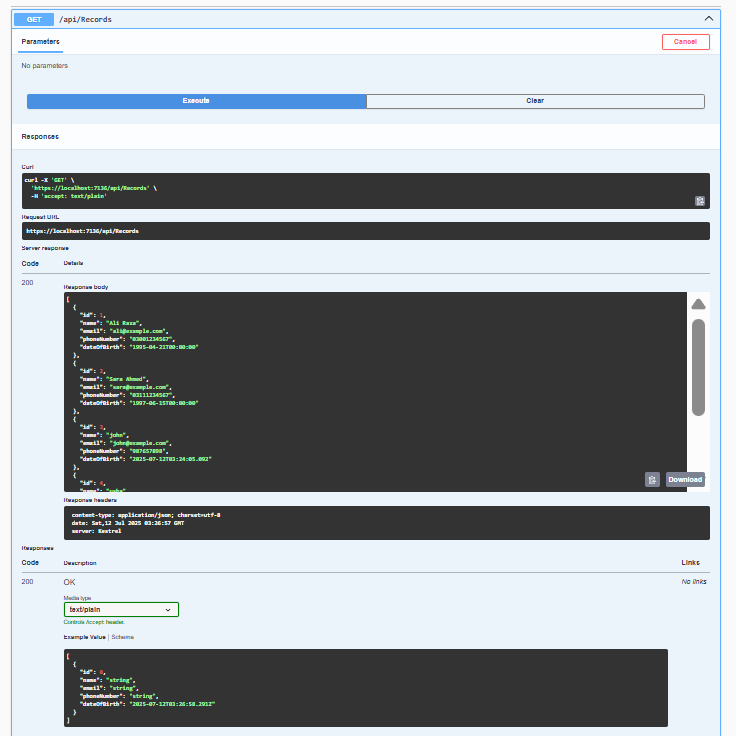 GET /api/Records
Parameters
Cancel
No parameters
Execute
Clear
Responses
Curl
curl -X 'GET' \
  'https://localhost:7136/api/Records' \
  -H 'accept: text/plain'
Request URL
https://localhost:7136/api/Records
Server response
Code Details
200
Response body
[
  {
    "id": 1,
    "name": "Ali Raza",
    "email": "ali@example.com",
    "phoneNumber": "03001234567",
    "dateOfBirth": "1995-04-21T00:00:00"
  },
  {
    "id": 2,
    "name": "Sara Ahmed",
    "email": "sara@example.com",
    "phoneNumber": "03111234567",
    "dateOfBirth": "1997-06-15T00:00:00"
  },
  {
    "id": 3,
    "name": "john",
    "email": "john@example.com",
    "phoneNumber": "987657898",
    "dateOfBirth": "2025-07-12T03:24:05.092"
  },
  {
    "id": 4,
    "name":
Download
Response headers
content-type: application/json; charset=utf-8
date: Sat,12 Jul 2025 03:26:57 GMT
server: Kestrel
Responses
Code Description Links
200 OK No links
Media type
text/plain
Controls Accept header.
Example Value | Schema
[
  {
    "id": 0,
    "name": "string",
    "email": "string",
    "phoneNumber": "string",
    "dateOfBirth": "2025-07-12T03:26:58.291Z"
  }
]